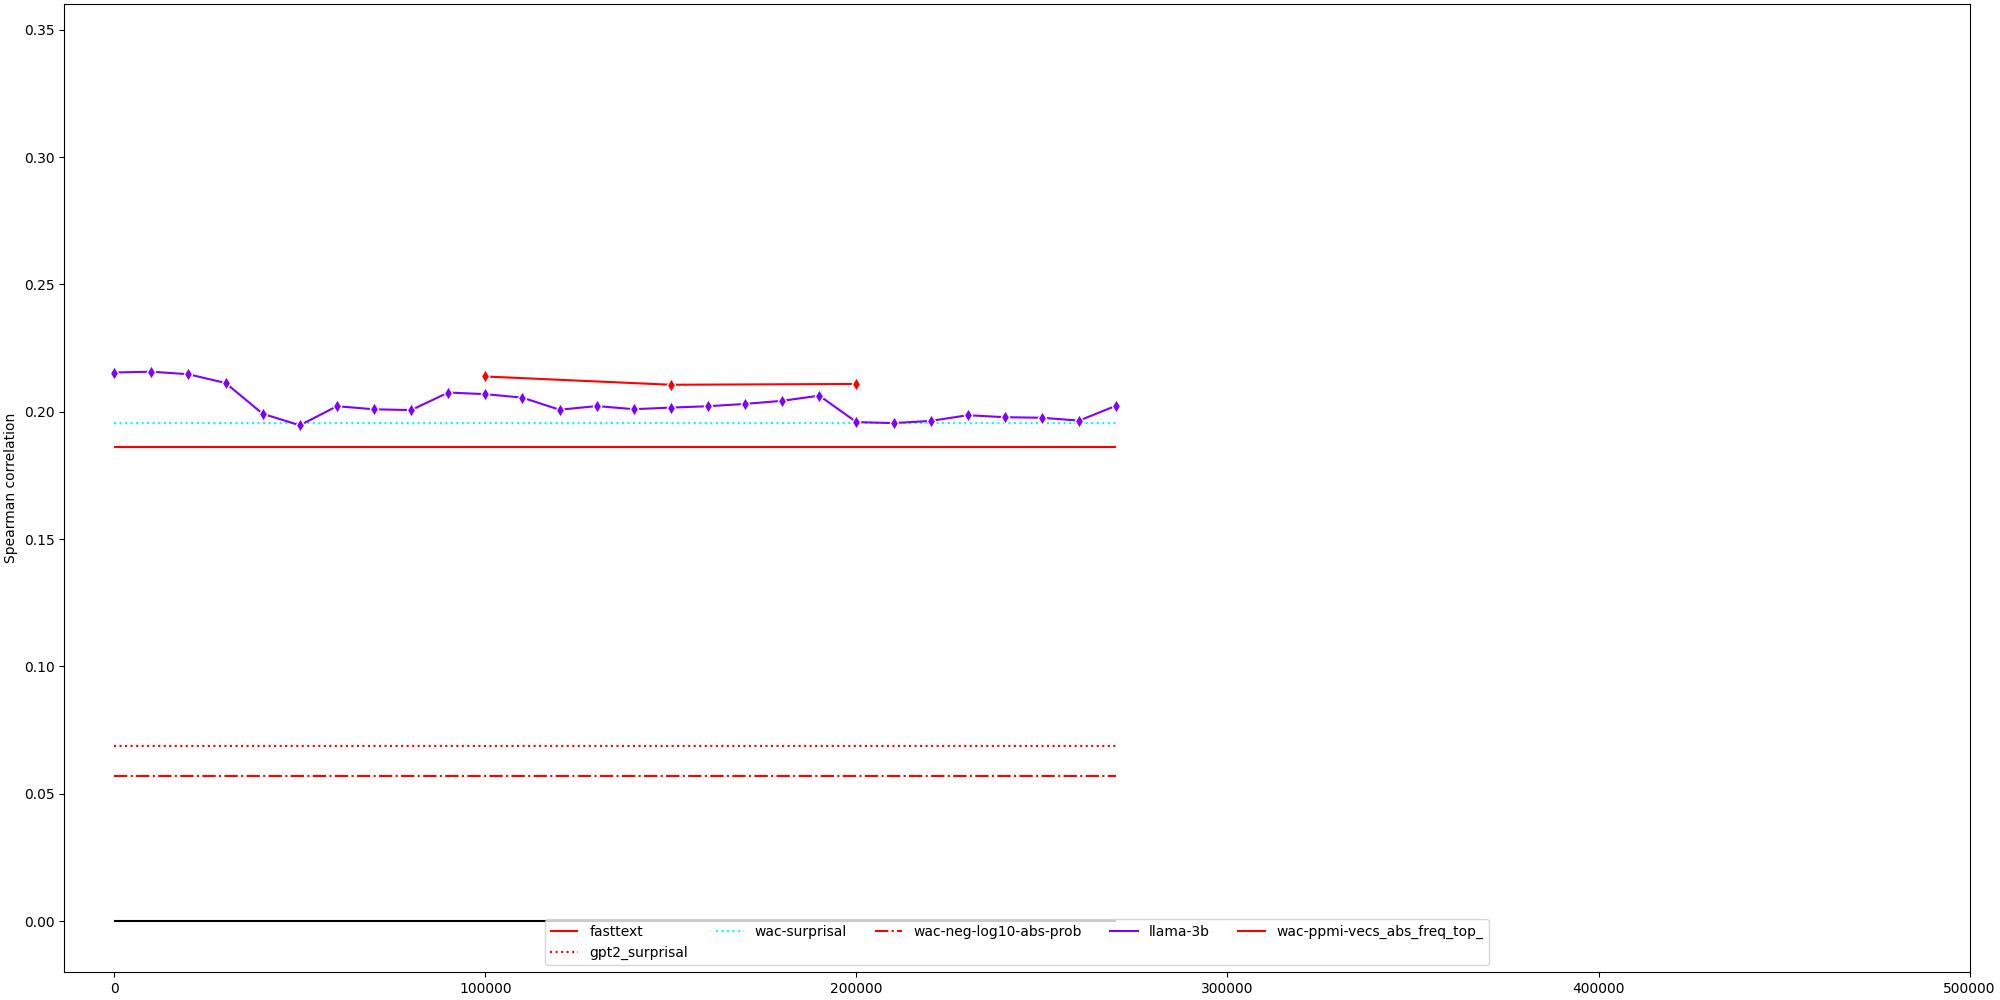 0.35
0.30
0.25
0.20
0.15
0.10
0.05
0.00
Spearman correlation
fasttext
gpt2_surprisal
wac-surprisal
wac-neg-log10-abs-prob
llama-3b
wac-ppmi-vecs_abs_freq_top_
0
100000
200000
300000
400000
500000